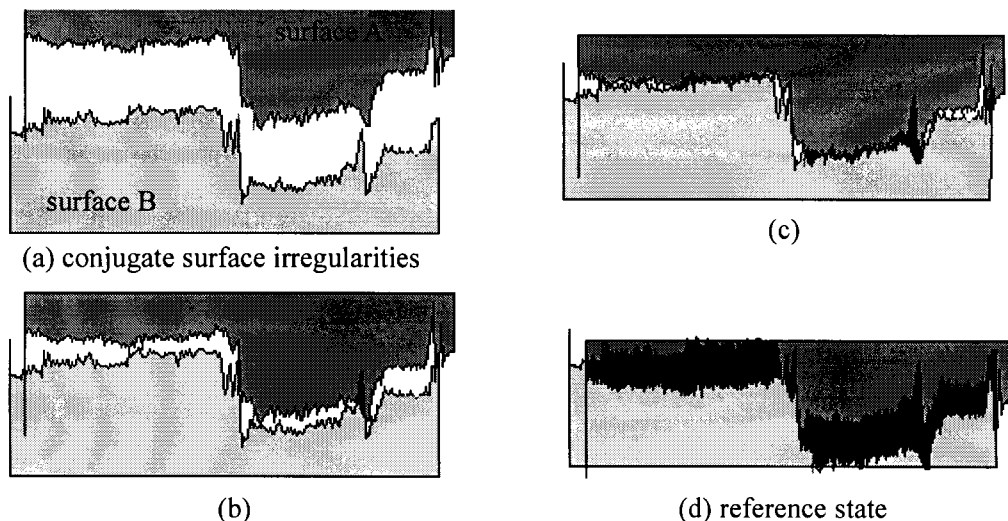 surface A
surface B
(a) conjugate surface irregularities
(c)
(b)
(d) reference state